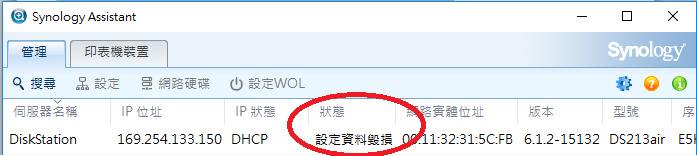 Synology Assistant
管理 印表機裝置 Synology
搜尋 設定 網路硬碟 設定WOL
伺服器名稱 IP 位址 IP 狀態 狀態 網路實體位址 版本 型號 序
DiskStation 169.254.133.150 DHCP 設定資料毀損 00:11:32:31:5C:FB 6.1.2-15132 DS213air E5